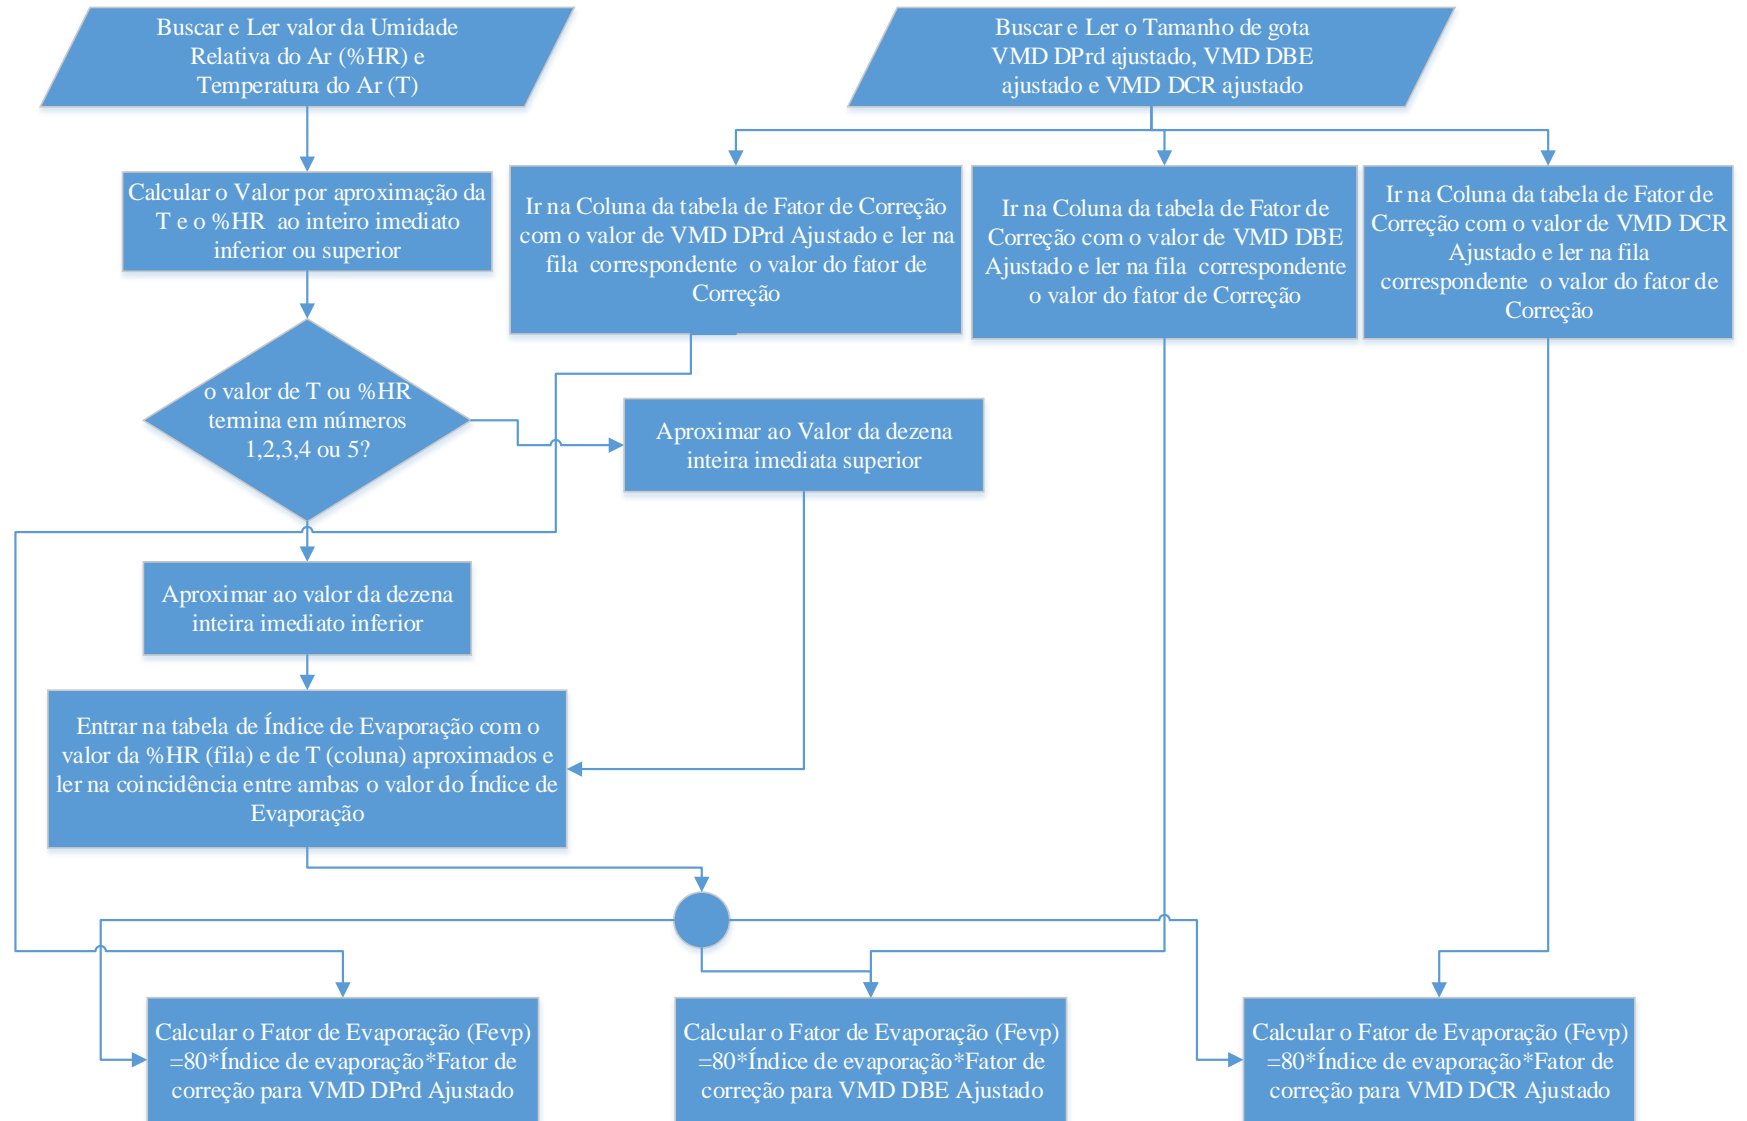 Buscar e Ler valor da Umidade
Relativa do Ar (%HR) e
Temperatura do Ar (T)
Buscar e Ler o Tamanho de gota
VMD DPrd ajustado, VMD DBE
ajustado e VMD DCR ajustado
Calcular o Valor por aproximação da
T e o %HR ao inteiro imediato
inferior ou superior
Ir na Coluna da tabela de Fator de Correção
com o valor de VMD DPrd Ajustado e ler na
fila correspondente o valor do fator de
Correção
Ir na Coluna da tabela de Fator de
Correção com o valor de VMD DBE
Ajustado e ler na fila correspondente
o valor do fator de Correção
Ir na Coluna da tabela de Fator de
Correção com o valor de VMD DCR
Ajustado e ler na fila
correspondente o valor do fator de
Correção
o valor de T ou %HR
termina em números
1,2,3,4 ou 5?
Aproximar ao Valor da dezena
inteira imediata superior
Aproximar ao valor da dezena
inteira imediato inferior
Entrar na tabela de Índice de Evaporação com o
valor da %HR (fila) e de T (coluna) aproximados e
ler na coincidência entre ambas o valor do Índice de
Evaporação
Calcular o Fator de Evaporação (Fevp)
=80*Índice de evaporação*Fator de
correção para VMD DPrd Ajustado
Calcular o Fator de Evaporação (Fevp)
=80*Índice de evaporação*Fator de
correção para VMD DBE Ajustado
Calcular o Fator de Evaporação (Fevp)
=80*Índice de evaporação*Fator de
correção para VMD DCR Ajustado